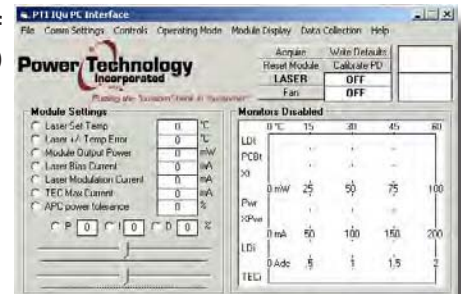 PTI IQu PC Interface
File Comm Settings Controls Operating Mode Module Display Data Collection Help
Power Technology
Incorporated
Acquire Write Defaults
Reset Module Calibrate PD
LASER OFF
Fan OFF
Module Settings
Laser Set Temp 0 °C
Laser +/- Temp Error 0 °C
Module Output Power 0 mW
Laser Bias Current 0 mA
Laser Modulation Current 0 mA
TEC Max Current 0 mA
APC power tolerance 0 %
P 0 I 0 D 0 %
Monitors Disabled
0 °C 15 30 45 60
LDt
PCBt
Xt
0 mW 25 50 75 100
Pwr
XPwr
0 mA 50 100 150 200
LDi
0 Adc .5 1 1.5 2
TECi